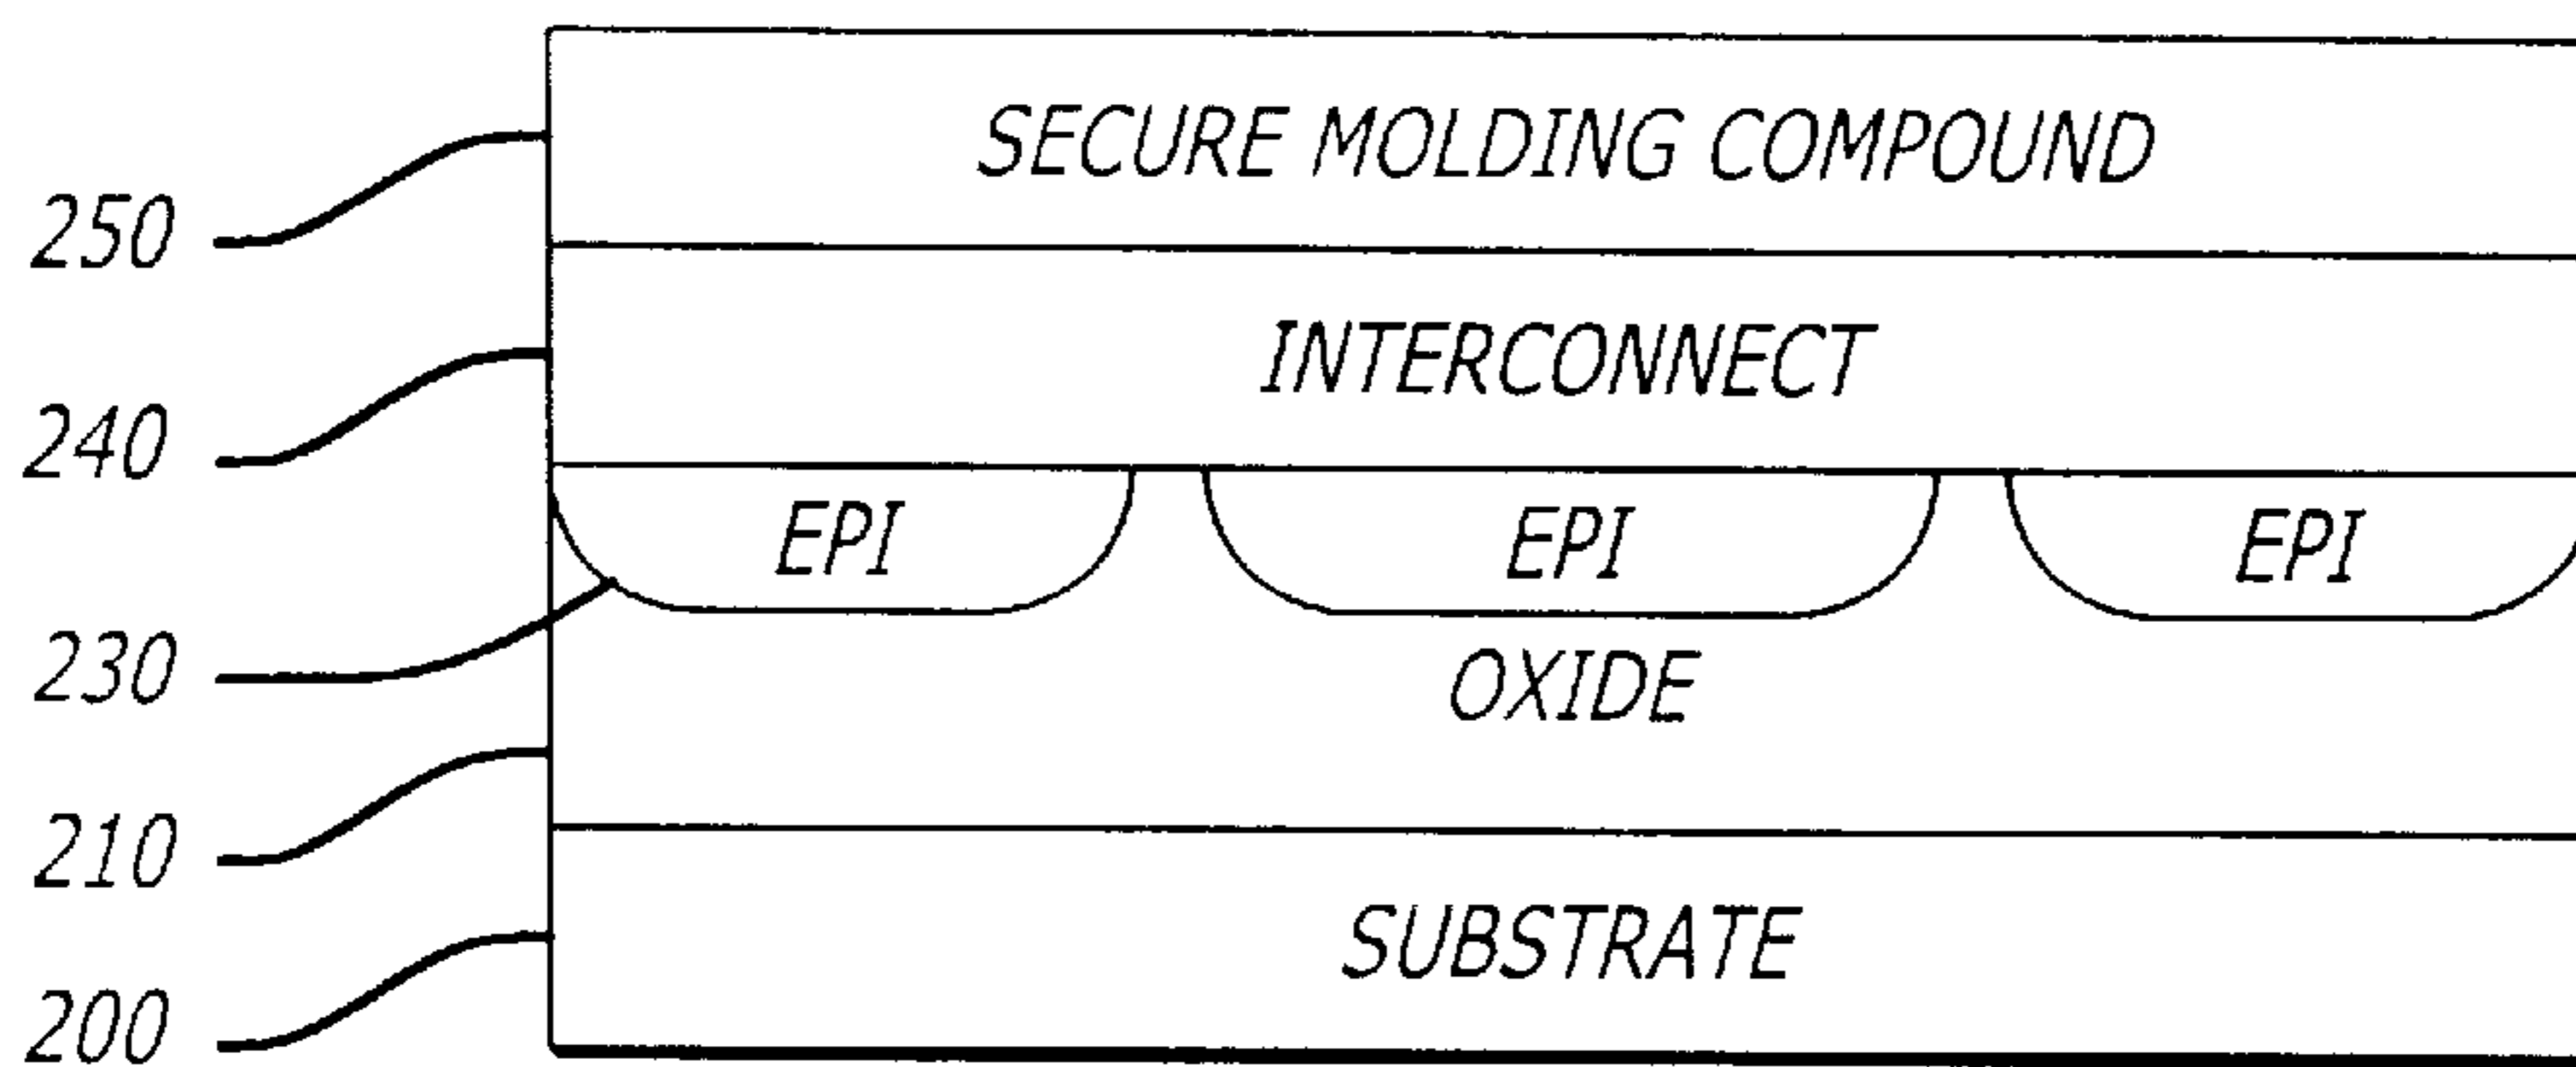 SECURE MOLDING COMPOUND
250
INTERCONNECT
240
EPI EPI EPI
230
OXIDE
210
SUBSTRATE
200